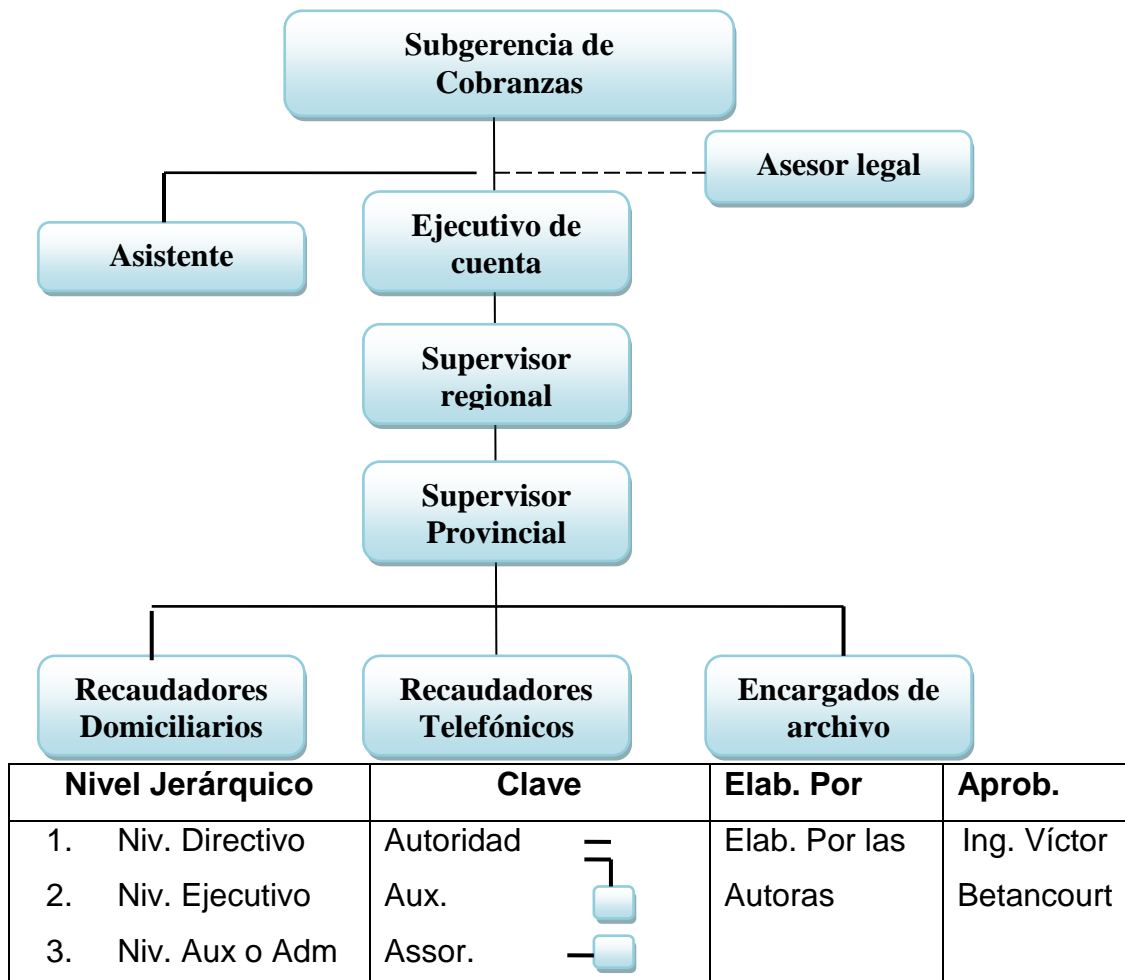 Subgerencia de
Cobranzas
Asesor legal
Asistente
Ejecutivo de
cuenta
Supervisor
regional
Supervisor
Provincial
Recaudadores
Domiciliarios
Recaudadores
Telefónicos
Encargados de
archivo
Nivel Jerárquico Clave Elab. Por Aprob.
1. Niv. Directivo Autoridad Elab. Por las Ing. Víctor
2. Niv. Ejecutivo Aux. Autoras Betancourt
3. Niv. Aux o Adm Assor.